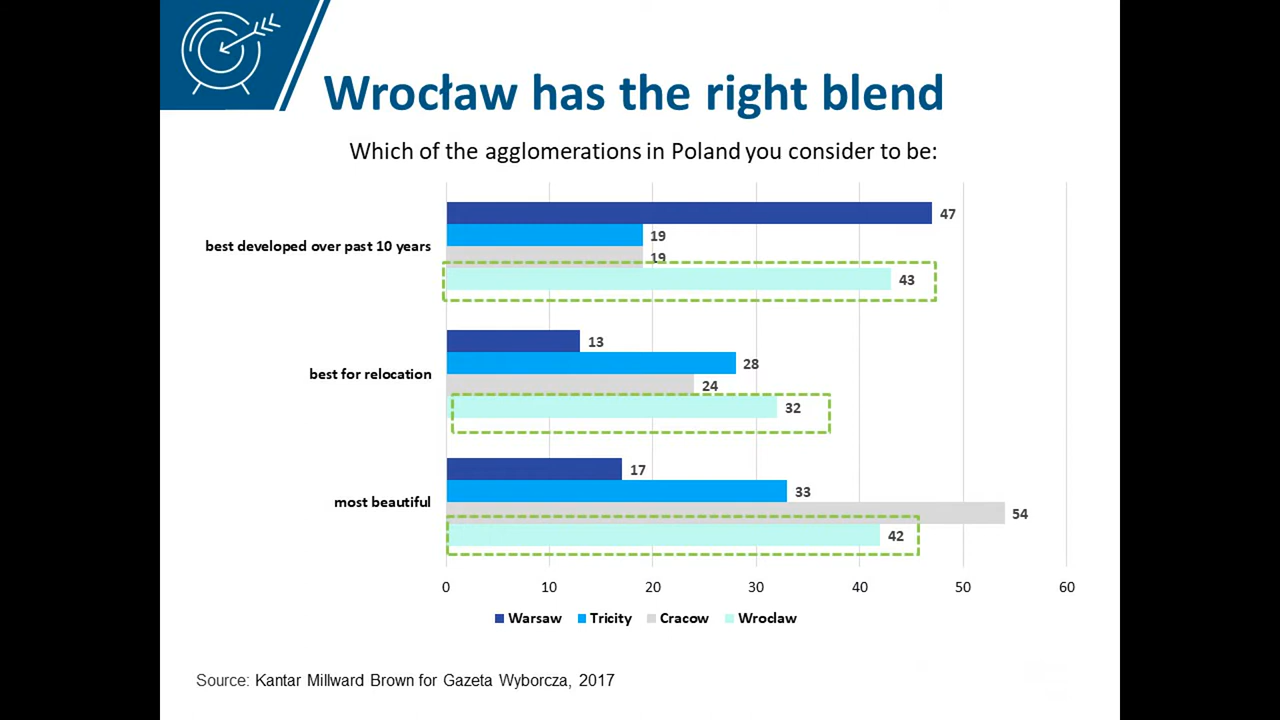 Wrocław has the right blend
Which of the agglomerations in Poland you consider to be:
best developed over past 10 years
47
19
19
43
best for relocation
13
28
24
32
most beautiful
17
33
54
42
0 10 20 30 40 50 60
Warsaw Tricity Cracow Wroclaw
Source: Kantar Millward Brown for Gazeta Wyborcza, 2017